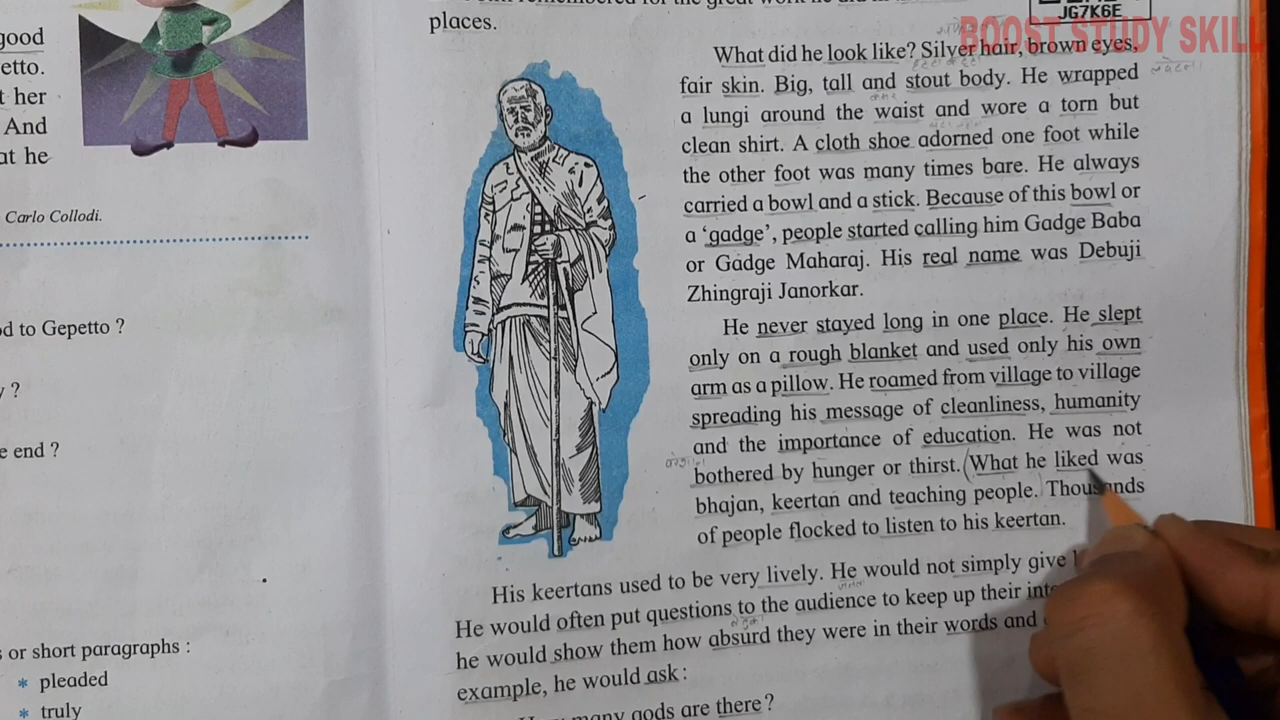 good
etto.
her
And
at he
Carlo Collodi.
od to Gepetto ?
y ?
e end ?
s or short paragraphs :
* pleaded
* truly
remembered for the great work he did in
places.
JG7K6E
BOOST STUDY SKILL
What did he look like? Silver hair, brown eyes,
fair skin. Big, tall and stout body. He wrapped
a lungi around the waist and wore a torn but
clean shirt. A cloth shoe adorned one foot while
the other foot was many times bare. He always
carried a bowl and a stick. Because of this bowl or
a ‘gadge’, people started calling him Gadge Baba
or Gadge Maharaj. His real name was Debuji
Zhingraji Janorkar.
He never stayed long in one place. He slept
only on a rough blanket and used only his own
arm as a pillow. He roamed from village to village
spreading his message of cleanliness, humanity
and the importance of education. He was not
bothered by hunger or thirst. (What he liked was
bhajan, keertan and teaching people.) Thousands
of people flocked to listen to his keertan.
His keertans used to be very lively. He would not simply give
He would often put questions to the audience to keep up their
he would show them how absurd they were in their words and
example, he would ask :
many gods are there ?